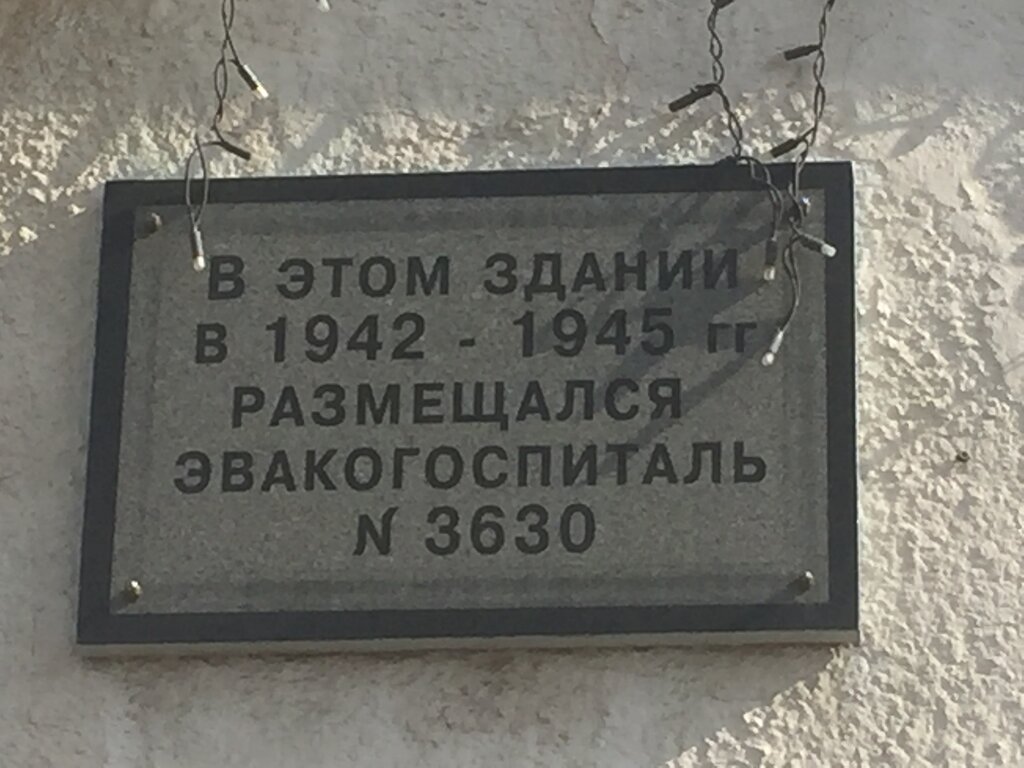 В ЭТОМ ЗДАНИИ
В 1942 - 1945 гг
РАЗМЕЩАЛСЯ
ЭВАКОГОСПИТАЛЬ
N 3630